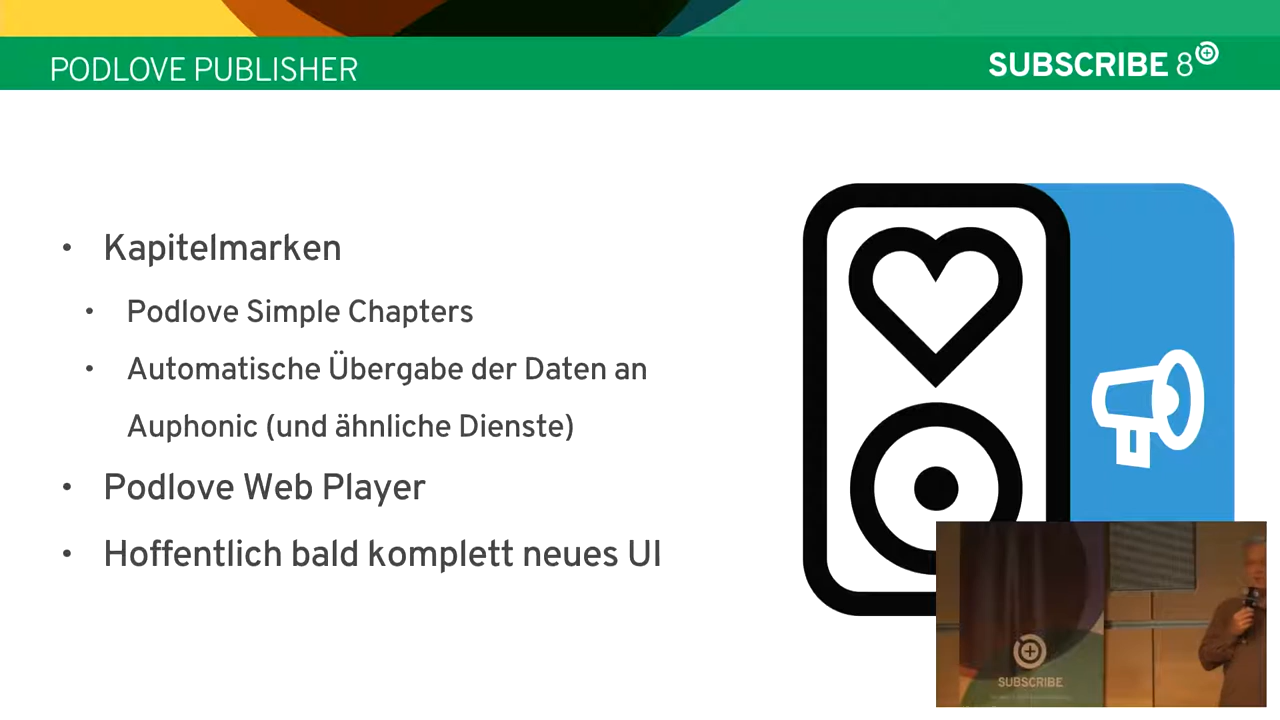 PODLOVE PUBLISHER
SUBSCRIBE 8
• Kapitelmarken
• Podlove Simple Chapters
• Automatische Übergabe der Daten an
Auphonic (und ähnliche Dienste)
• Podlove Web Player
• Hoffentlich bald komplett neues UI
SUBSCRIBE